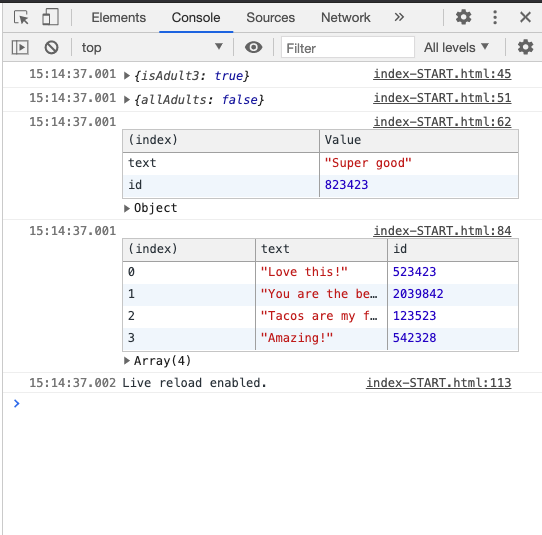 Elements Console Sources Network »
top Filter All levels
15:14:37.001 {isAdult3: true} index-START.html:45
15:14:37.001 {allAdults: false} index-START.html:51
15:14:37.001 index-START.html:62
(index) Value
text "Super good"
id 823423
Object
15:14:37.001 index-START.html:84
(index) text id
0 "Love this!" 523423
1 "You are the be… 2039842
2 "Tacos are my f… 123523
3 "Amazing!" 542328
Array(4)
15:14:37.002 Live reload enabled. index-START.html:113